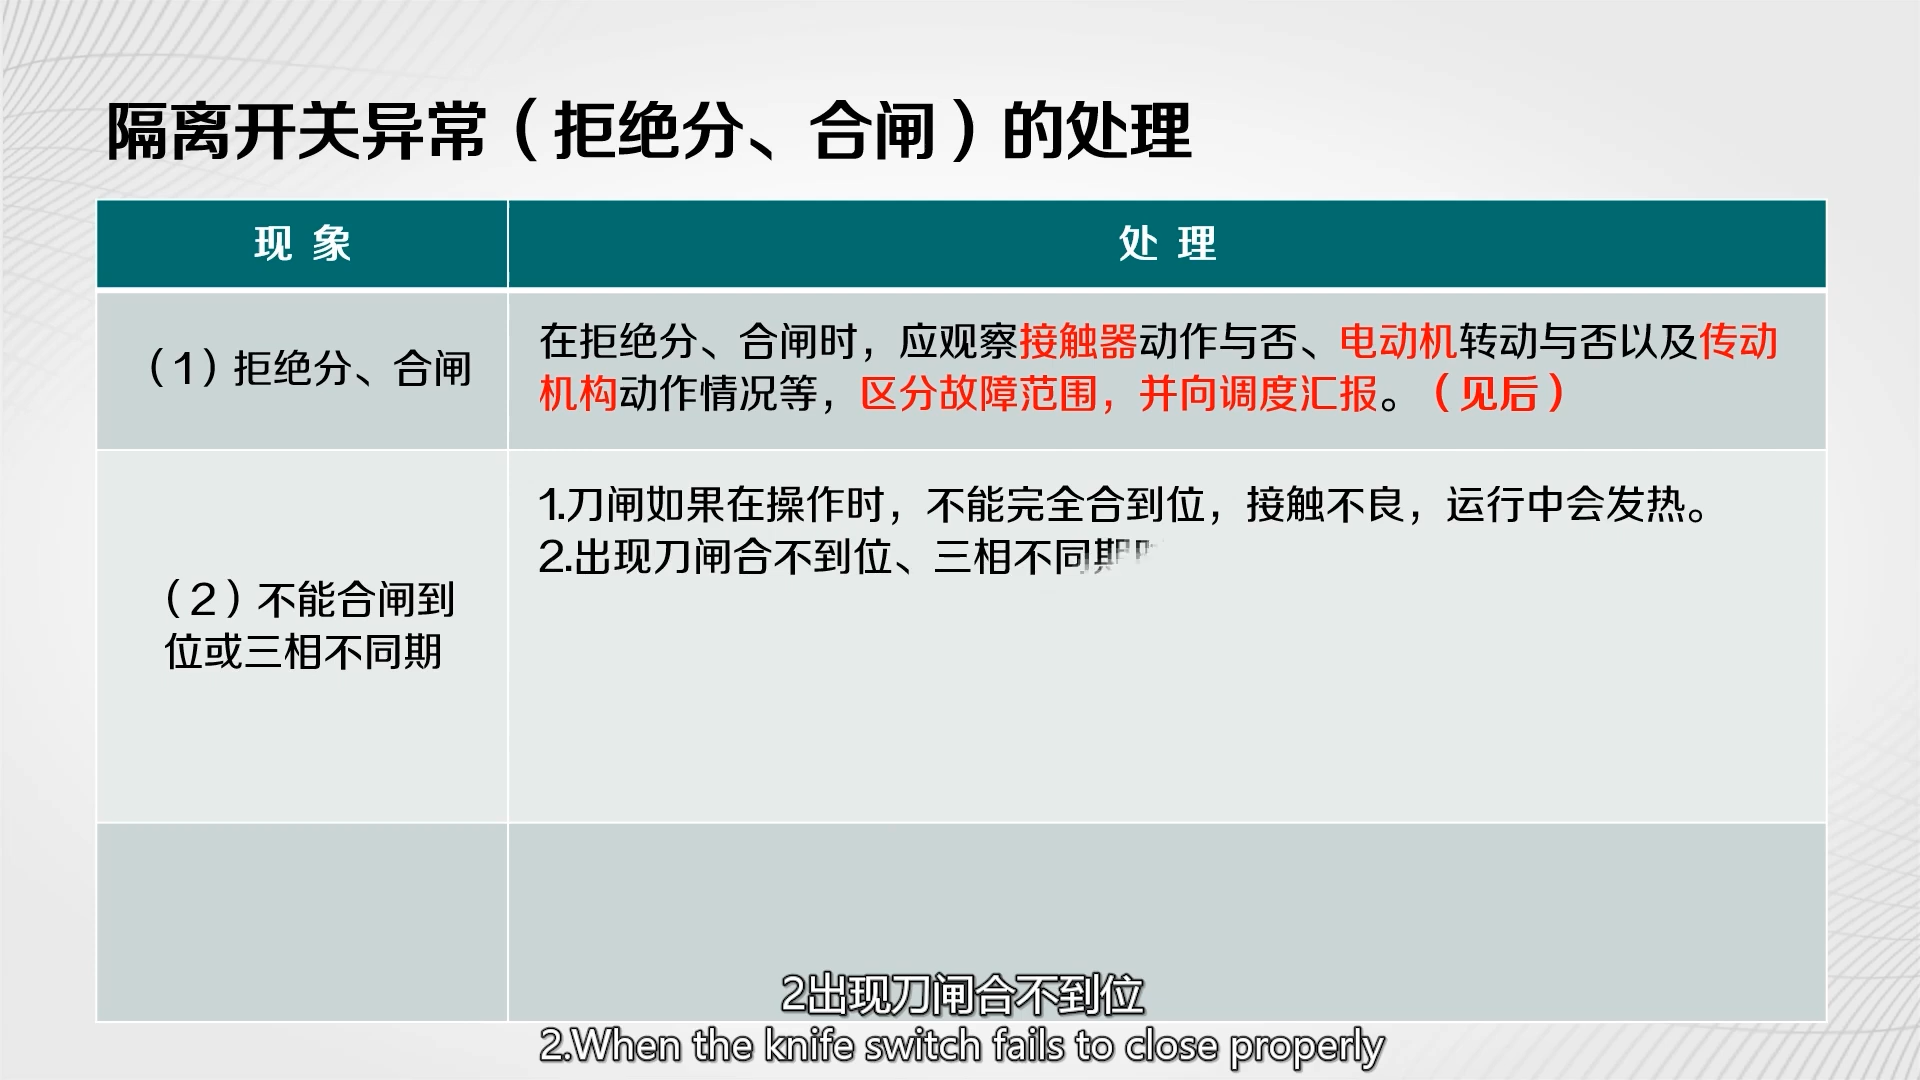 隔离开关异常（拒绝分、合闸）的处理
现 象
处 理
（1）拒绝分、合闸
在拒绝分、合闸时，应观察接触器动作与否、电动机转动与否以及传动
机构动作情况等，区分故障范围，并向调度汇报。（见后）
（2）不能合闸到
位或三相不同期
1.刀闸如果在操作时，不能完全合到位，接触不良，运行中会发热。
2.出现刀闸合不到位、三相不同期
2出现刀闸合不到位
2.When the knife switch fails to close properly